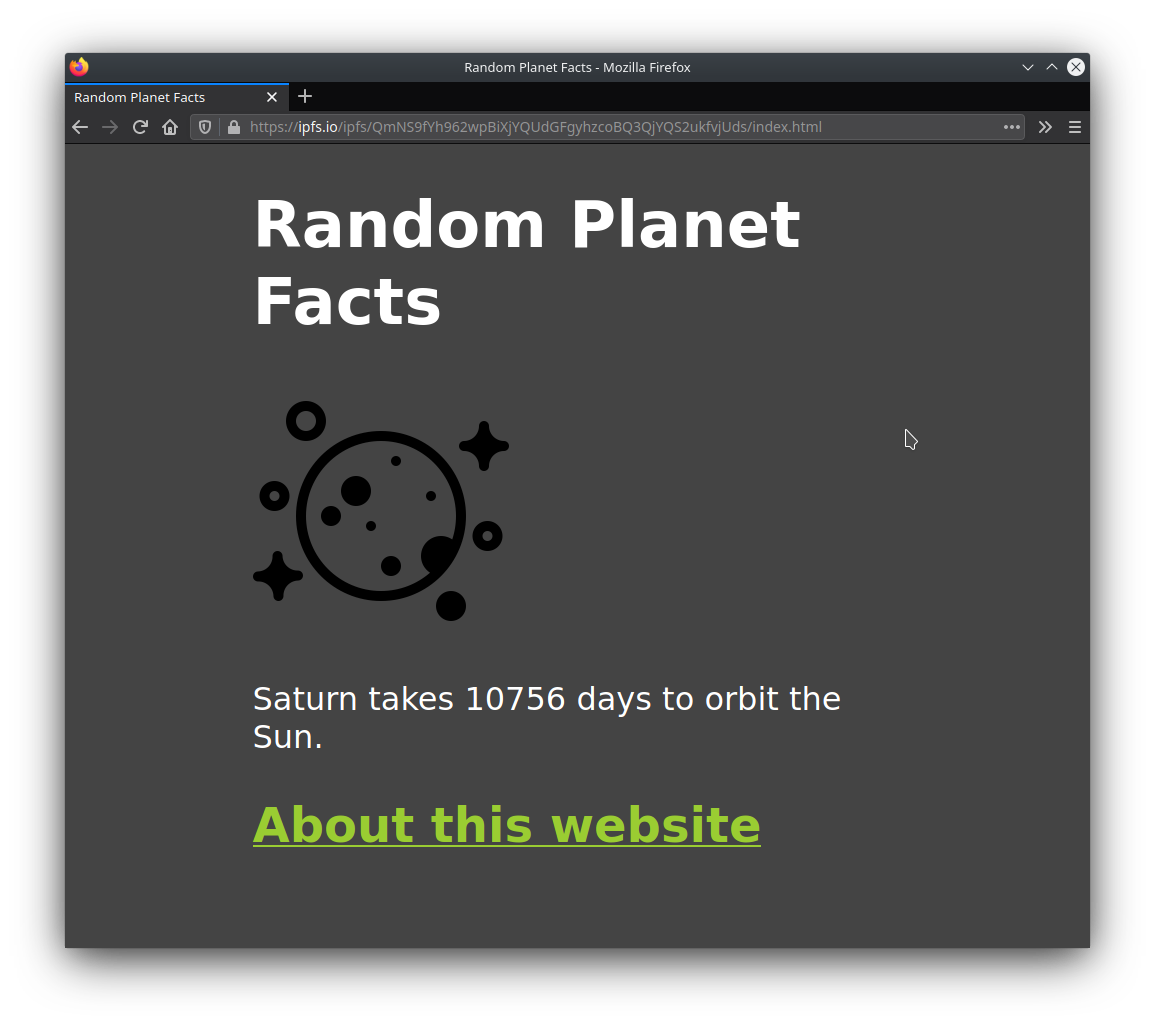 Random Planet Facts - Mozilla Firefox
Random Planet Facts
https://ipfs.io/ipfs/QmNS9fYh962wpBiXjYQUdGFgyhzcoBQ3QjYQS2ukfvjUds/index.html
Random Planet
Facts
Saturn takes 10756 days to orbit the
Sun.
About this website